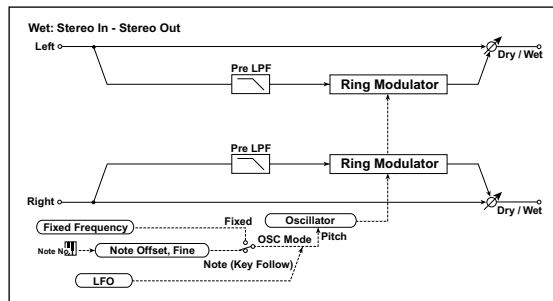 Wet: Stereo In - Stereo Out
Left
Dry / Wet
Pre LPF
Ring Modulator
Pre LPF
Ring Modulator
Right
Dry / Wet
Fixed Frequency
Fixed
Oscillator
Note No.
Note Offset, Fine
OSC Mode
Pitch
Note (Key Follow)
LFO